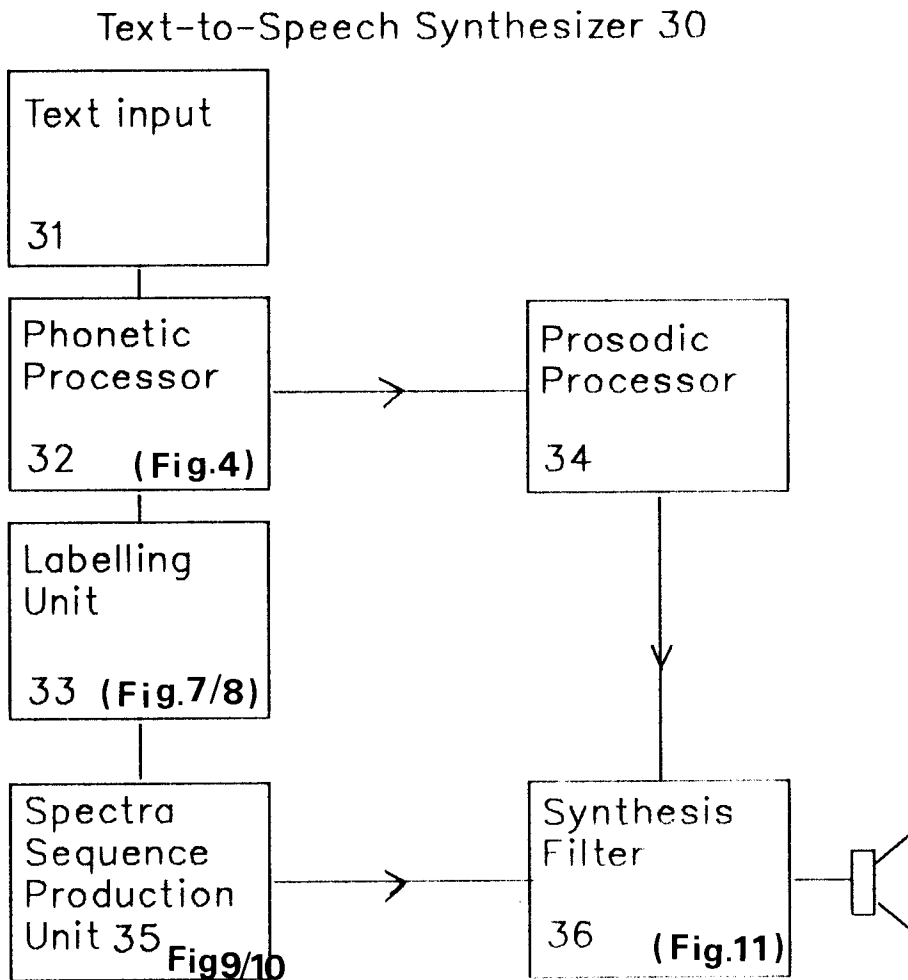 Text-to-Speech Synthesizer 30
Text input
31
Phonetic
Processor
32 (Fig.4)
Prosodic
Processor
34
Labelling
Unit
33 (Fig.7/8)
Spectra
Sequence
Production
Unit 35 Fig9/10
Synthesis
Filter
36 (Fig.11)